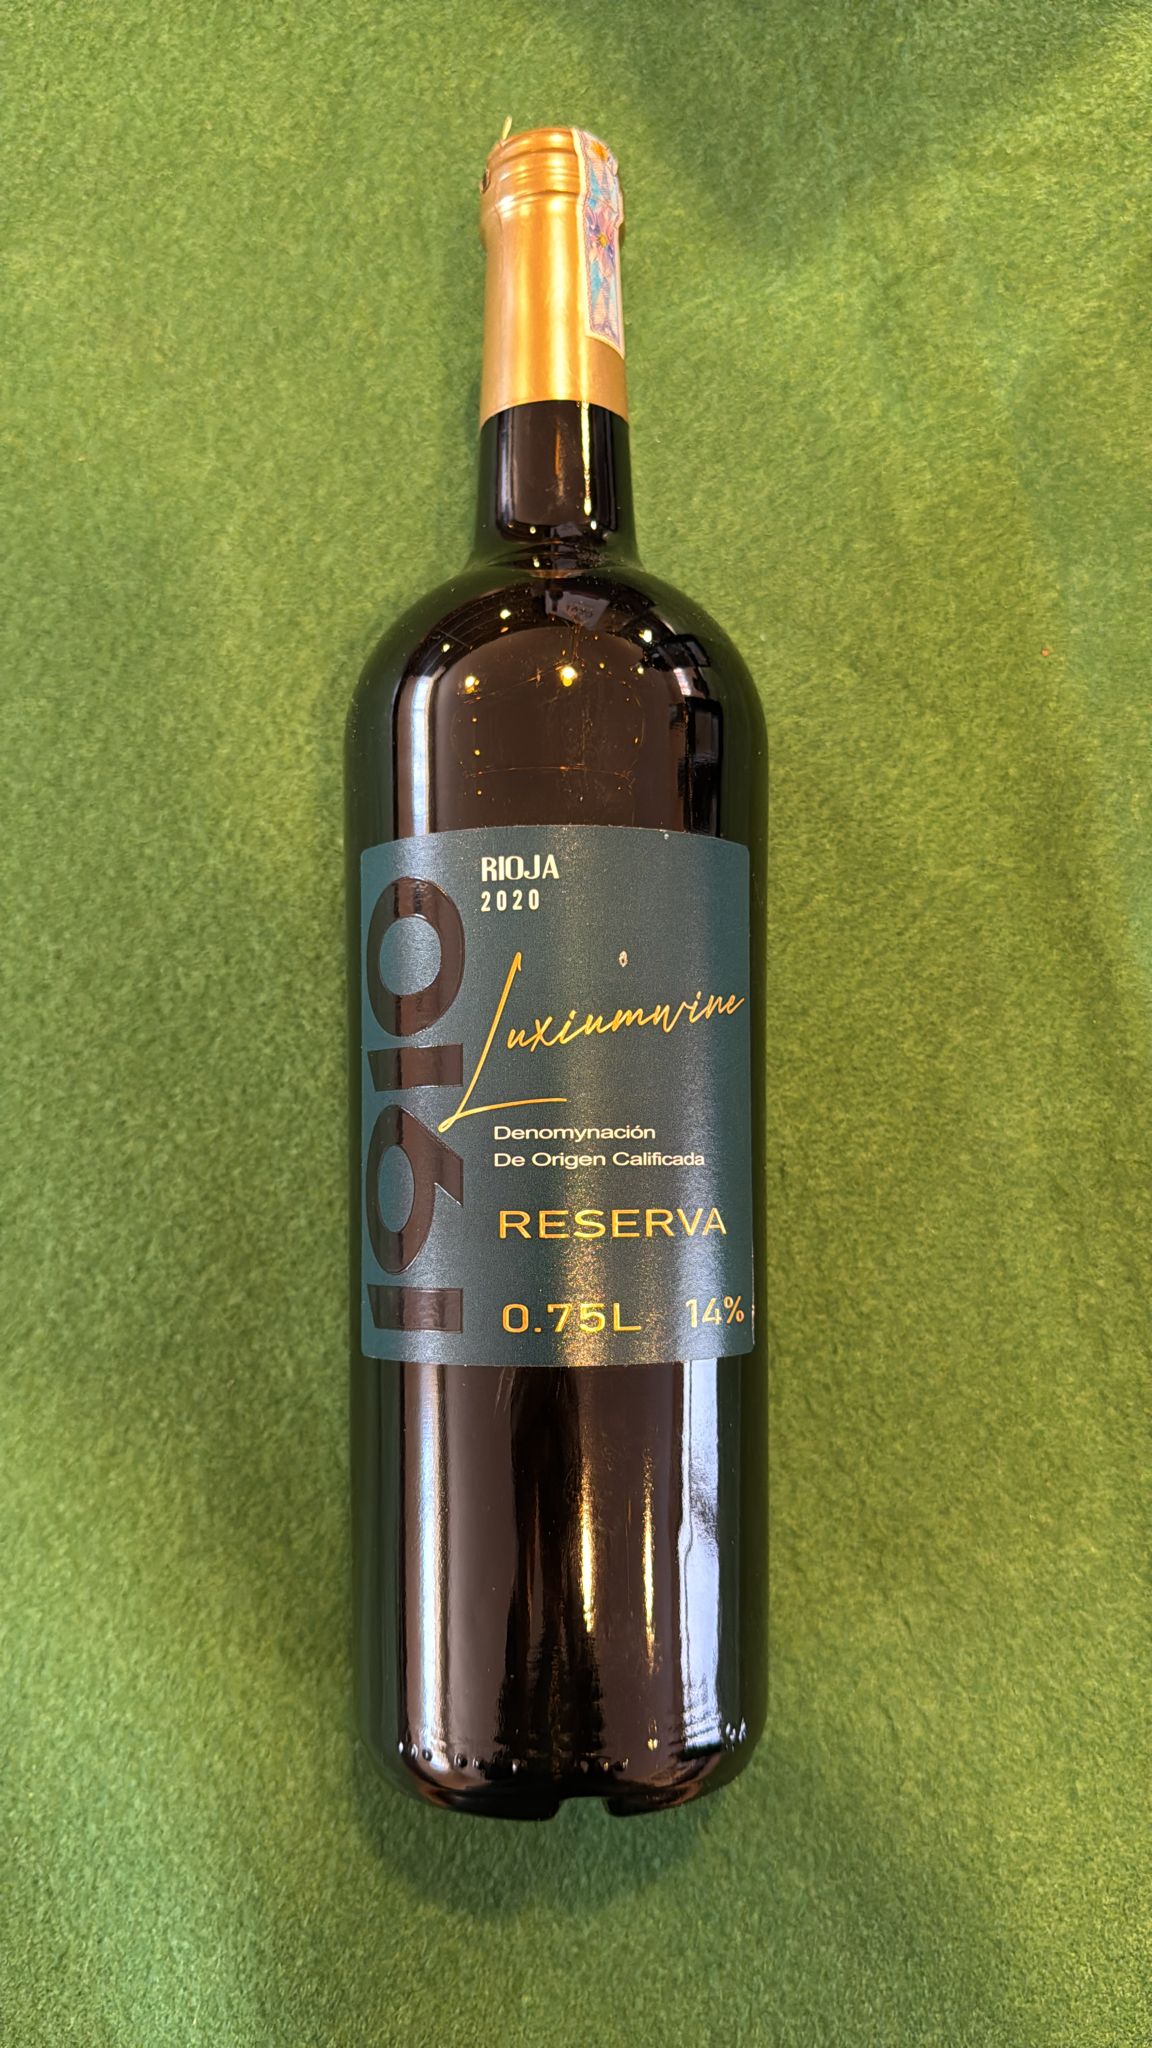 RIOJA
2020
1910
Luxiumwine
Denomynación
De Origen Calificada
RESERVA
0.75L 14%